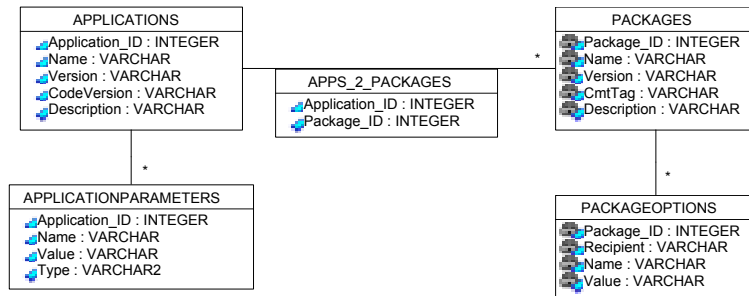 APPLICATIONS
Application_ID : INTEGER
Name : VARCHAR
Version : VARCHAR
CodeVersion : VARCHAR
Description : VARCHAR
*
APPS_2_PACKAGES
Application_ID : INTEGER
Package_ID : INTEGER
PACKAGES
Package_ID : INTEGER
Name : VARCHAR
Version : VARCHAR
CmtTag : VARCHAR
Description : VARCHAR
*
APPLICATIONPARAMETERS
Application_ID : INTEGER
Name : VARCHAR
Value : VARCHAR
Type : VARCHAR2
*
PACKAGEOPTIONS
Package_ID : INTEGER
Recipient : VARCHAR
Name : VARCHAR
Value : VARCHAR